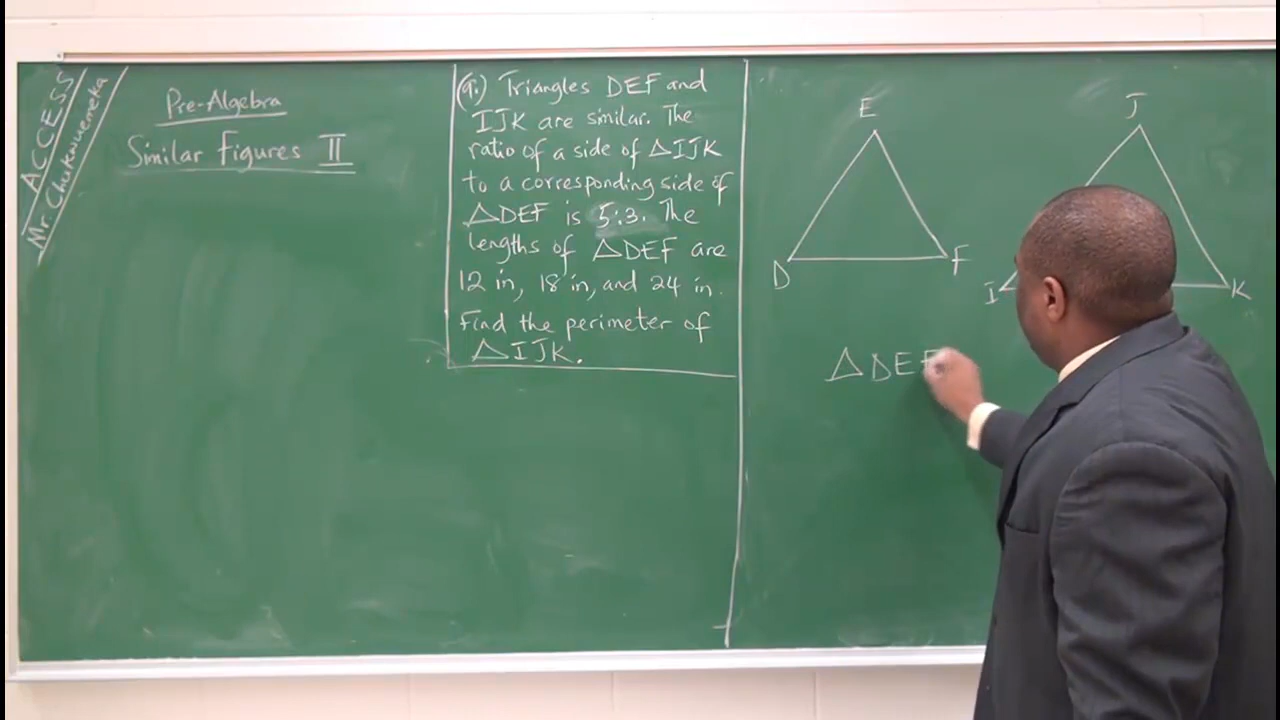 ACCESS
Mr. Chukwuemeka
Pre-Algebra
Similar Figures II
(a.) Triangles DEF and
IJK are similar. The
ratio of a side of △IJK
to a corresponding side of
△DEF is 5:3. The
lengths of △DEF are
12 in, 18 in, and 24 in.
Find the perimeter of
△IJK.
E
D
F
J
I
K
△DEF